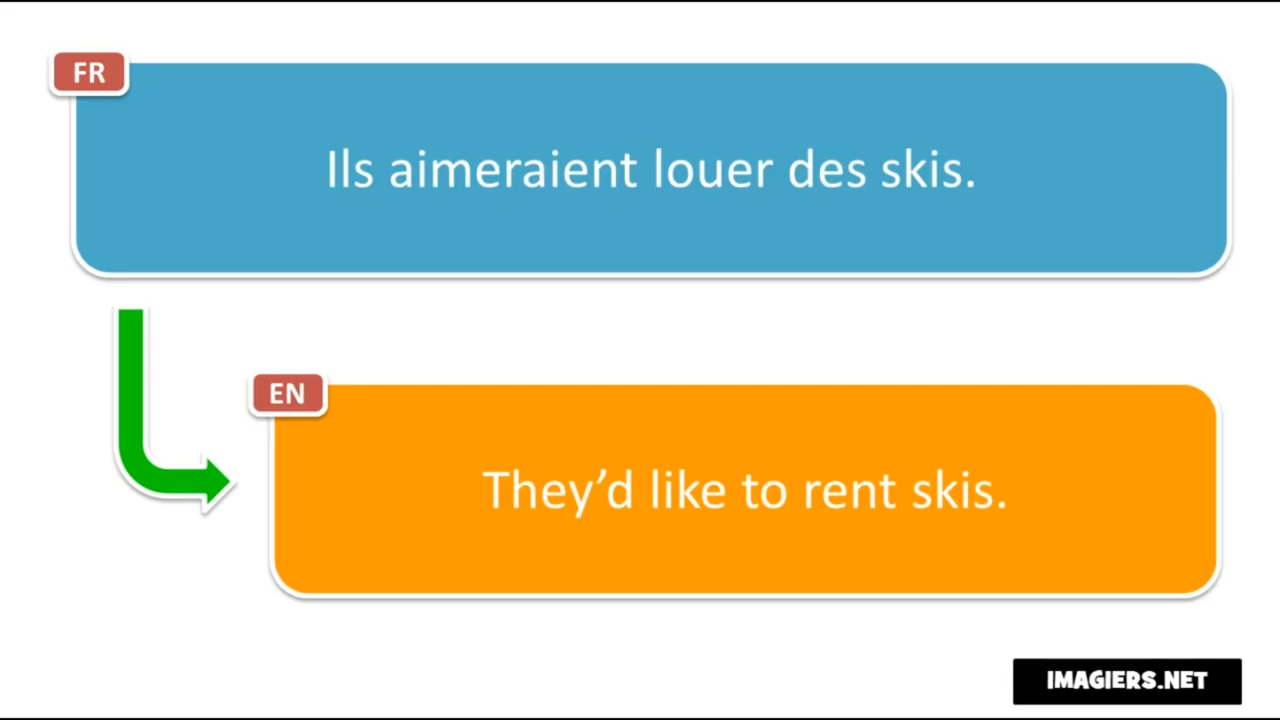 FR
Ils aimeraient louer des skis.
EN
They’d like to rent skis.
IMAGIERS.NET